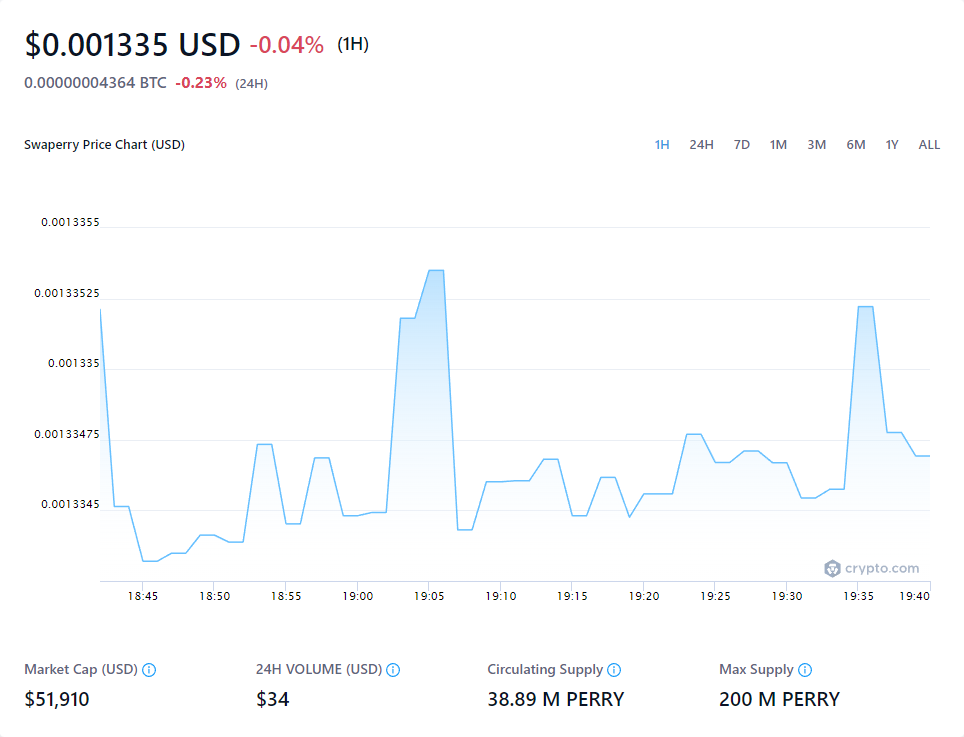 $0.001335 USD -0.04% (1H)
0.00000004364 BTC -0.23% (24H)
Swaperry Price Chart (USD) 1H 24H 7D 1M 3M 6M 1Y ALL
0.0013355
0.00133525
0.001335
0.00133475
0.0013345
crypto.com
18:45 18:50 18:55 19:00 19:05 19:10 19:15 19:20 19:25 19:30 19:35 19:40
Market Cap (USD) 24H VOLUME (USD) Circulating Supply Max Supply
$51,910 $34 38.89 M PERRY 200 M PERRY